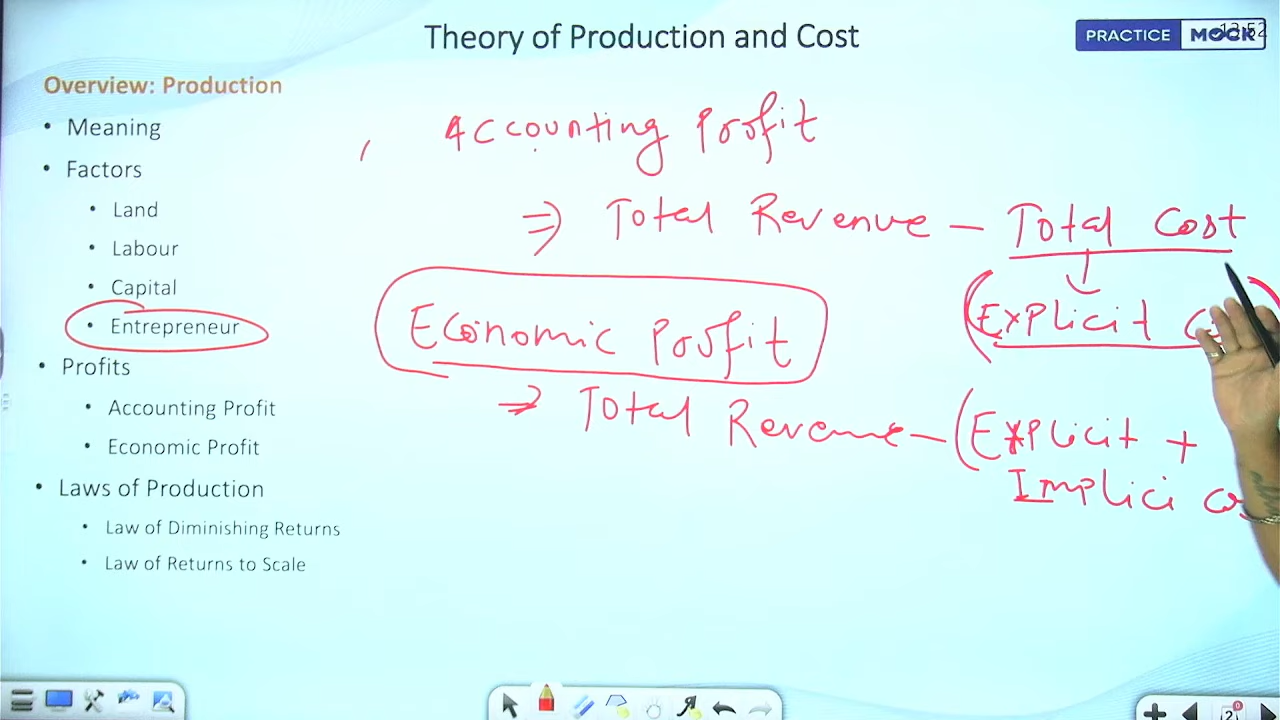 Theory of Production and Cost
PRACTICE MOCK
Overview: Production
• Meaning
• Factors
• Land
• Labour
• Capital
• Entrepreneur
• Profits
• Accounting Profit
• Economic Profit
• Laws of Production
• Law of Diminishing Returns
• Law of Returns to Scale
Accounting Profit
⇒ Total Revenue — Total Cost
(Explicit
Economic Profit
⇒ Total Revenue — (Explicit +
Implici
2